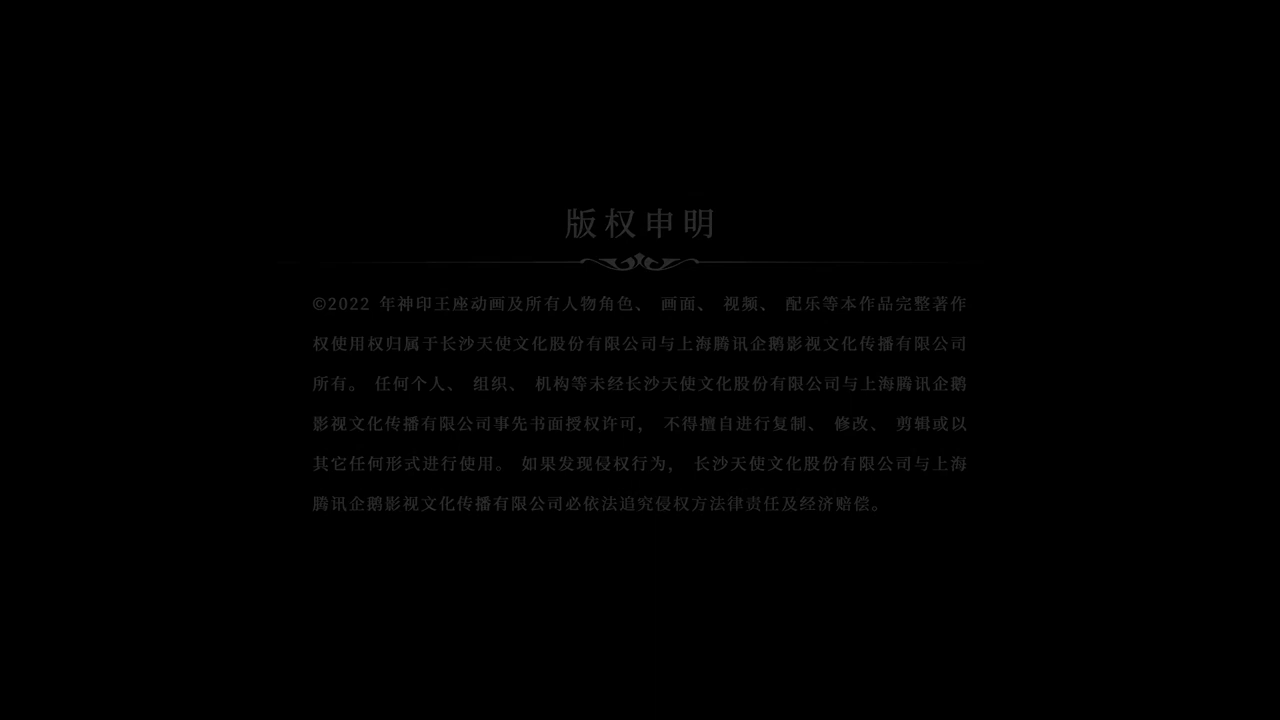 版权申明
©2022 年神印王座动画及所有人物角色、 画面、 视频、 配乐等本作品完整著作
权使用权归属于长沙天使文化股份有限公司与上海腾讯企鹅影视文化传播有限公司
所有。 任何个人、 组织、 机构等未经长沙天使文化股份有限公司与上海腾讯企鹅
影视文化传播有限公司事先书面授权许可， 不得擅自进行复制、 修改、 剪辑或以
其它任何形式进行使用。 如果发现侵权行为， 长沙天使文化股份有限公司与上海
腾讯企鹅影视文化传播有限公司必依法追究侵权方法律责任及经济赔偿。